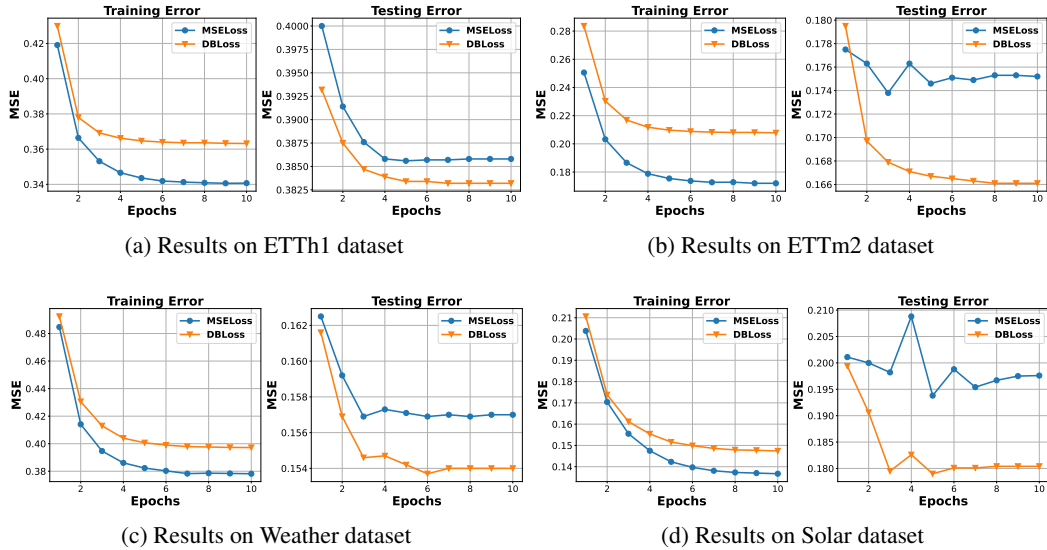 Training Error
MSE
0.42
0.40
0.38
0.36
0.34
2 4 6 8 10
Epochs
MSELoss
DBLoss
Testing Error
MSE
0.4000
0.3975
0.3950
0.3925
0.3900
0.3875
0.3850
0.3825
2 4 6 8 10
Epochs
MSELoss
DBLoss
(a) Results on ETTh1 dataset
Training Error
MSE
0.28
0.26
0.24
0.22
0.20
0.18
2 4 6 8 10
Epochs
MSELoss
DBLoss
Testing Error
MSE
0.180
0.178
0.176
0.174
0.172
0.170
0.168
0.166
2 4 6 8 10
Epochs
MSELoss
DBLoss
(b) Results on ETTm2 dataset
Training Error
MSE
0.48
0.46
0.44
0.42
0.40
0.38
2 4 6 8 10
Epochs
MSELoss
DBLoss
Testing Error
MSE
0.162
0.160
0.158
0.156
0.154
2 4 6 8 10
Epochs
MSELoss
DBLoss
(c) Results on Weather dataset
Training Error
MSE
0.21
0.20
0.19
0.18
0.17
0.16
0.15
0.14
2 4 6 8 10
Epochs
MSELoss
DBLoss
Testing Error
MSE
0.210
0.205
0.200
0.195
0.190
0.185
0.180
2 4 6 8 10
Epochs
MSELoss
DBLoss
(d) Results on Solar dataset